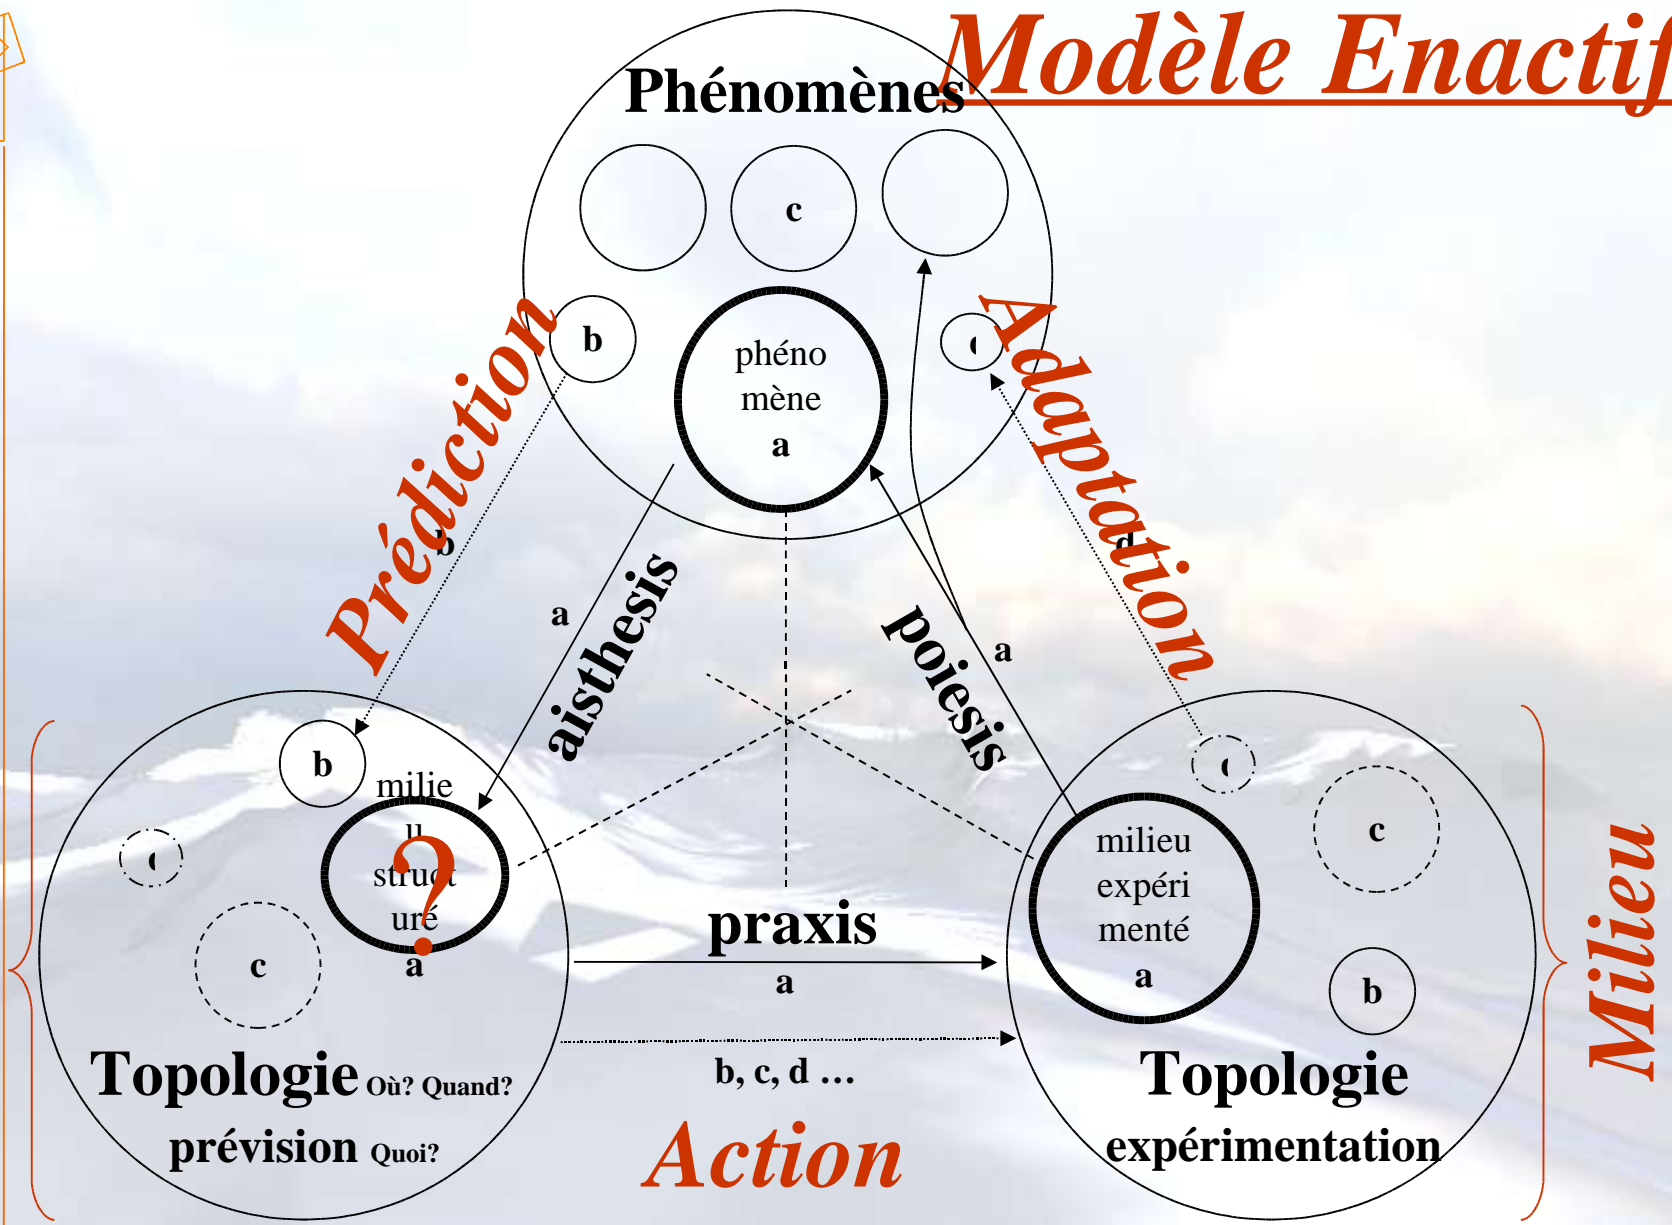 Modèle Enactif
Phénomènes
c
b
phéno
mène
a
Prédiction
Adaptation
b
d
a
aisthesis
poiesis
a
b
milie
u
struct
uré
a
?
c
praxis
a
b, c, d ...
Action
milieu
expéri
menté
a
c
b
Milieu
Topologie Où? Quand?
prévision Quoi?
Topologie
expérimentation